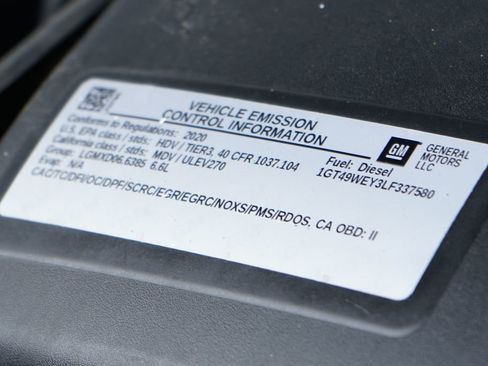 VEHICLE EMISSION
CONTROL INFORMATION
Conforms to Regulations: 2020
U.S. EPA class / stds: HDV / TIER3, 40 CFR 1037.104
California class / stds: MDV / ULEV270
Group: LGMXD06.6385 6.6L
Evap: N/A
CAC/TC/DFI/OC/DPF/SCRC/EGR/EGRC/NOXS/PMS/RDQS, CA OBD: II
Fuel: Diesel
1GT49WEY3LF337580
GM
GENERAL
MOTORS
LLC